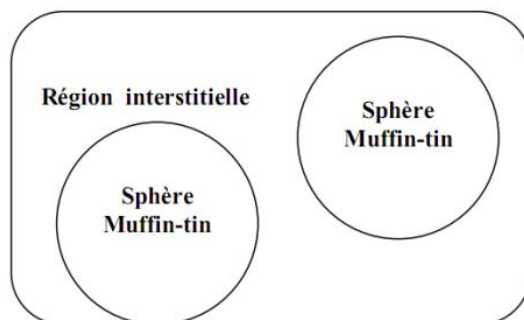 Région interstitielle
Sphère
Muffin-tin
Sphère
Muffin-tin